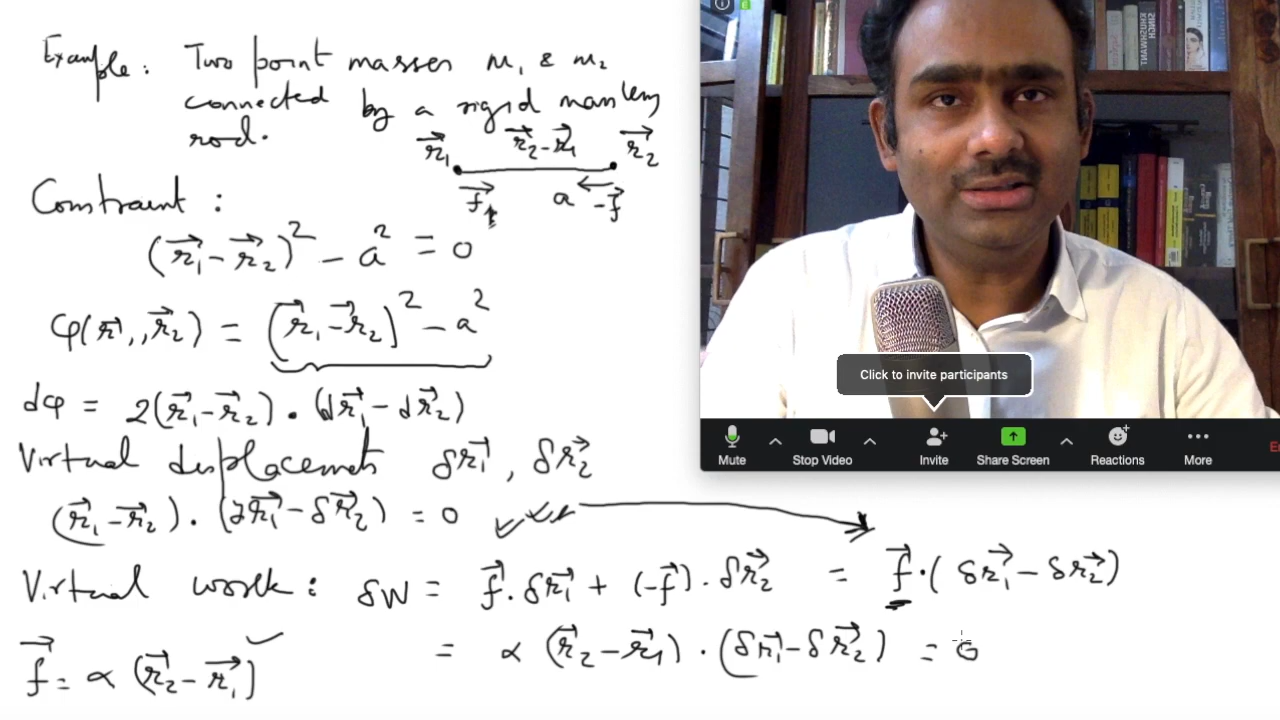 Example: Two point masses m₁ & m₂
connected by a rigid massless
rod.
r⃗₁ r⃗₂-r⃗₁ r⃗₂
f⃗ a -f⃗
Constraint :
(r⃗₁-r⃗₂)² - a² = 0
φ(r⃗₁,r⃗₂) = (r⃗₁-r⃗₂)² - a²
dφ = 2(r⃗₁-r⃗₂) · (dr⃗₁ - dr⃗₂)
Virtual displacements δr⃗₁, δr⃗₂
(r⃗₁-r⃗₂) · (δr⃗₁ - δr⃗₂) = 0
Virtual work: δW = f⃗·δr⃗₁ + (-f⃗)·δr⃗₂ = f⃗·(δr⃗₁ - δr⃗₂)
f⃗ = α(r⃗₂-r⃗₁) = α(r⃗₂-r⃗₁) · (δr⃗₁-δr⃗₂) = 0
KHUSHWANT
SINGH
Click to invite participants
Mute Stop Video Invite Share Screen Reactions More